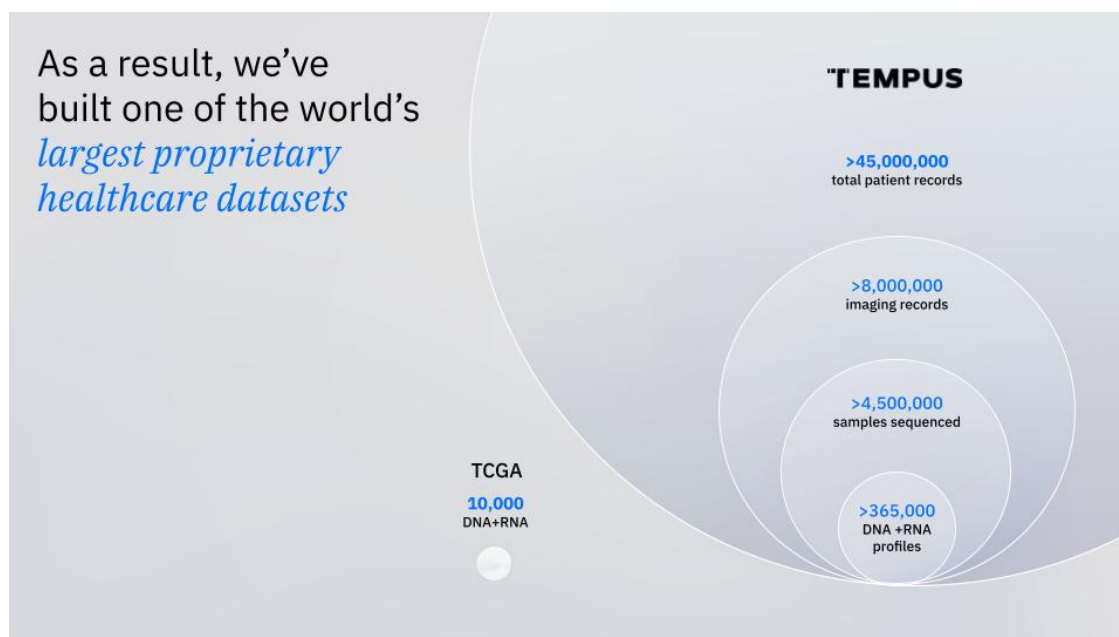 As a result, we’ve
built one of the world’s
largest proprietary
healthcare datasets
TEMPUS
>45,000,000
total patient records
>8,000,000
imaging records
>4,500,000
samples sequenced
>365,000
DNA +RNA
profiles
TCGA
10,000
DNA+RNA